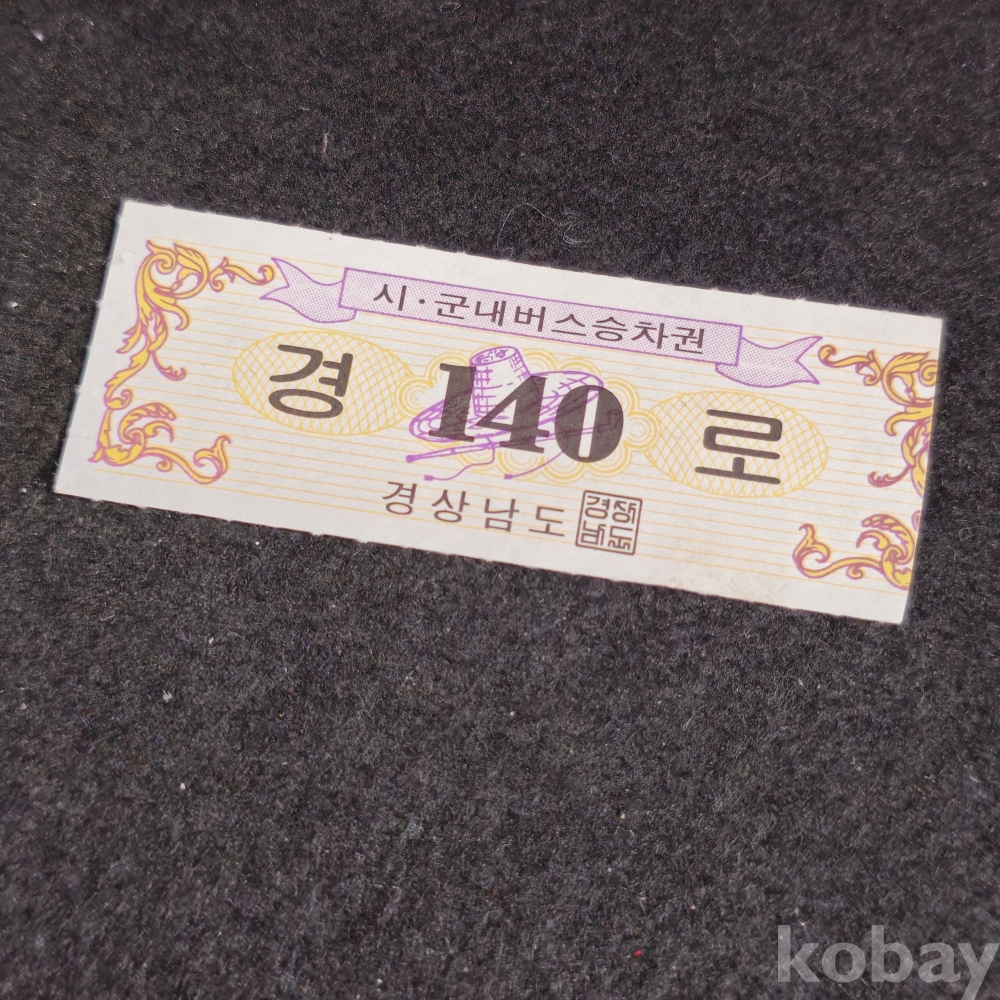 시·군내버스승차권
경 140 로
경상남도 경상남도
kobay